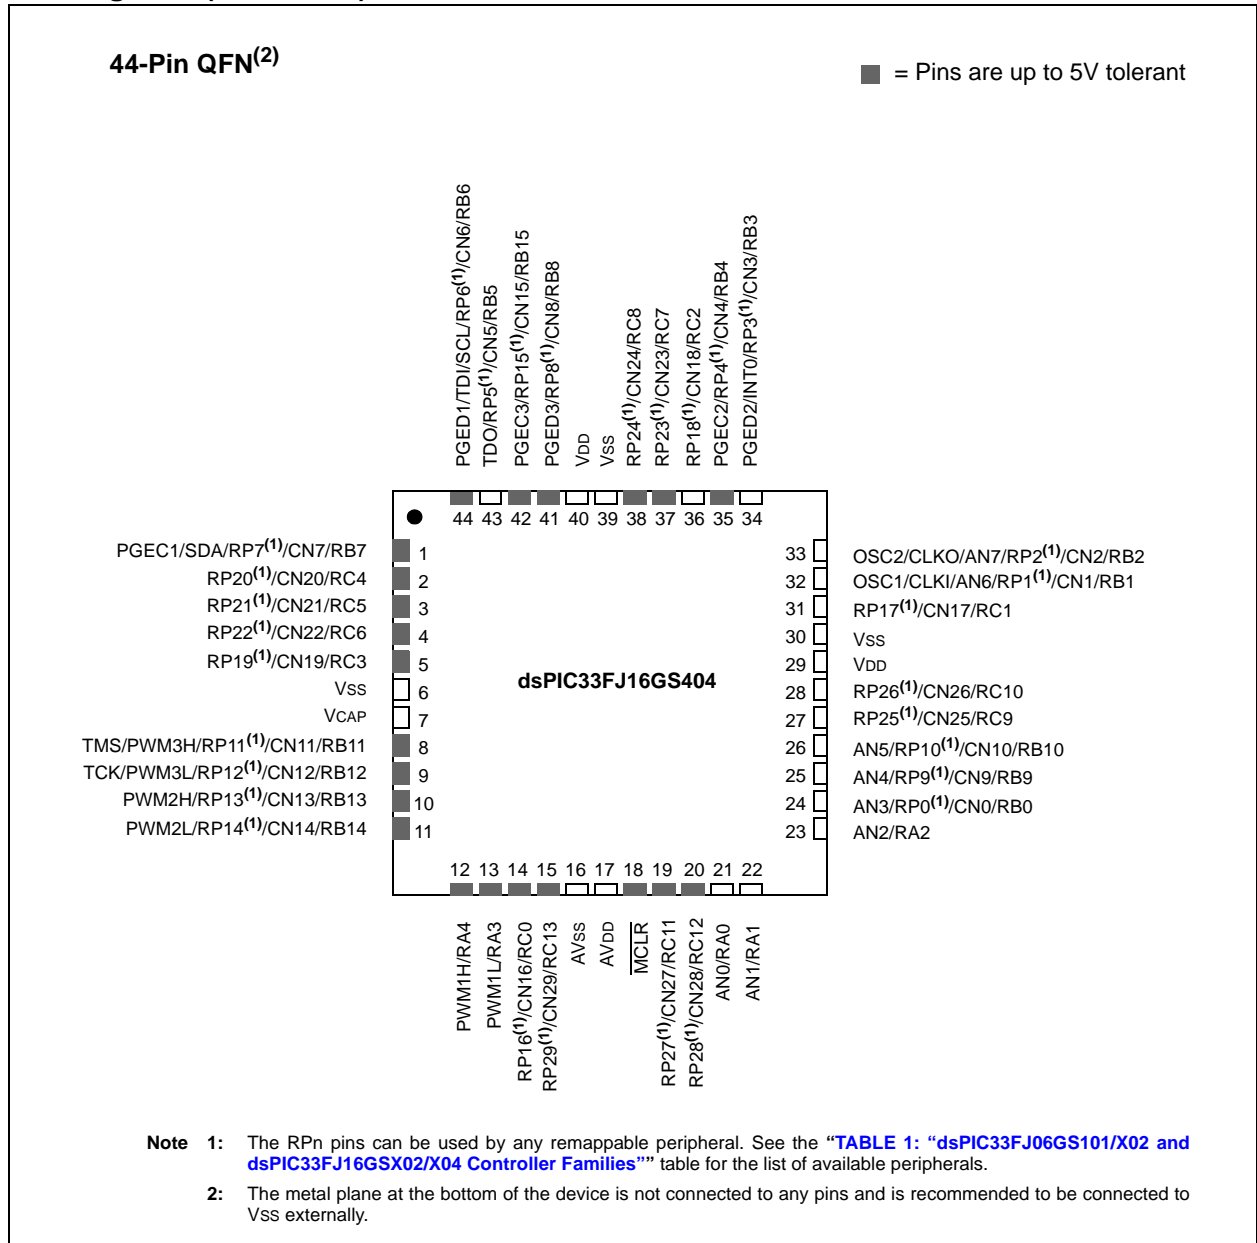 44-Pin QFN(2)
= Pins are up to 5V tolerant
PGED1/TDI/SCL/RP6(1)/CN6/RB6
TDO/RP5(1)/CN5/RB5
PGEC3/RP15(1)/CN15/RB15
PGED3/RP8(1)/CN8/RB8
VDD
VSS
RP24(1)/CN24/RC8
RP23(1)/CN23/RC7
RP18(1)/CN18/RC2
PGEC2/RP4(1)/CN4/RB4
PGED2/INT0/RP3(1)/CN3/RB3
44 43 42 41 40 39 38 37 36 35 34
PGEC1/SDA/RP7(1)/CN7/RB7 1
RP20(1)/CN20/RC4 2
RP21(1)/CN21/RC5 3
RP22(1)/CN22/RC6 4
RP19(1)/CN19/RC3 5
VSS 6
VCAP 7
TMS/PWM3H/RP11(1)/CN11/RB11 8
TCK/PWM3L/RP12(1)/CN12/RB12 9
PWM2H/RP13(1)/CN13/RB13 10
PWM2L/RP14(1)/CN14/RB14 11
dsPIC33FJ16GS404
33 OSC2/CLKO/AN7/RP2(1)/CN2/RB2
32 OSC1/CLKI/AN6/RP1(1)/CN1/RB1
31 RP17(1)/CN17/RC1
30 VSS
29 VDD
28 RP26(1)/CN26/RC10
27 RP25(1)/CN25/RC9
26 AN5/RP10(1)/CN10/RB10
25 AN4/RP9(1)/CN9/RB9
24 AN3/RP0(1)/CN0/RB0
23 AN2/RA2
12 13 14 15 16 17 18 19 20 21 22
PWM1H/RA4
PWM1L/RA3
RP16(1)/CN16/RC0
RP29(1)/CN29/RC13
AVSS
AVDD
MCLR
RP27(1)/CN27/RC11
RP28(1)/CN28/RC12
AN0/RA0
AN1/RA1
Note 1: The RPn pins can be used by any remappable peripheral. See the “TABLE 1: “dsPIC33FJ06GS101/X02 and
dsPIC33FJ16GSX02/X04 Controller Families”” table for the list of available peripherals.
2: The metal plane at the bottom of the device is not connected to any pins and is recommended to be connected to
VSS externally.